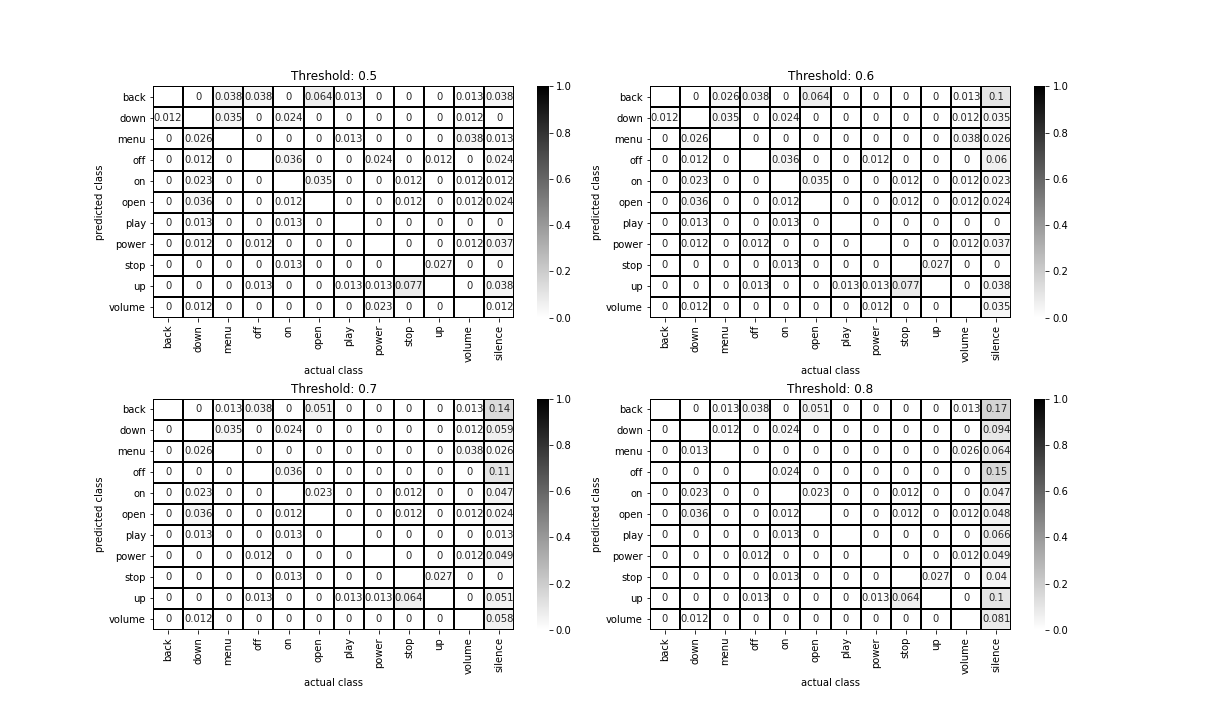 Threshold: 0.5
predicted class
back 0 0.038 0.038 0 0.064 0.013 0 0 0 0.013 0.038
down 0.012 0.035 0 0.024 0 0 0 0 0 0.012 0
menu 0 0.026 0 0 0 0.013 0 0 0 0.038 0.013
off 0 0.012 0 0.036 0 0 0.024 0 0.012 0 0.024
on 0 0.023 0 0 0.035 0 0 0.012 0 0.012 0.012
open 0 0.036 0 0 0.012 0 0 0.012 0 0.012 0.024
play 0 0.013 0 0 0.013 0 0 0 0 0 0
power 0 0.012 0 0.012 0 0 0 0 0 0.012 0.037
stop 0 0 0 0 0.013 0 0 0 0.027 0 0
up 0 0 0 0.013 0 0 0.013 0.013 0.077 0 0.038
volume 0 0.012 0 0 0 0 0 0.023 0 0 0.012
back down menu off on open play power stop up volume silence
actual class
1.0
0.8
0.6
0.4
0.2
0.0
Threshold: 0.6
predicted class
back 0 0.026 0.038 0 0.064 0 0 0 0 0.013 0.1
down 0.012 0.035 0 0.024 0 0 0 0 0 0.012 0.035
menu 0 0.026 0 0 0 0 0 0 0 0.038 0.026
off 0 0.012 0 0.036 0 0 0.012 0 0 0 0.06
on 0 0.023 0 0 0.035 0 0 0.012 0 0.012 0.023
open 0 0.036 0 0 0.012 0 0 0.012 0 0.012 0.024
play 0 0.013 0 0 0.013 0 0 0 0 0 0
power 0 0.012 0 0.012 0 0 0 0 0 0.012 0.037
stop 0 0 0 0 0.013 0 0 0 0.027 0 0
up 0 0 0 0.013 0 0 0.013 0.013 0.077 0 0.038
volume 0 0.012 0 0 0 0 0 0.012 0 0 0.035
back down menu off on open play power stop up volume silence
actual class
1.0
0.8
0.6
0.4
0.2
0.0
Threshold: 0.7
predicted class
back 0 0.013 0.038 0 0.051 0 0 0 0 0.013 0.14
down 0 0.035 0 0.024 0 0 0 0 0 0.012 0.059
menu 0 0.026 0 0 0 0 0 0 0 0.038 0.026
off 0 0 0 0.036 0 0 0 0 0 0 0.11
on 0 0.023 0 0 0.023 0 0 0.012 0 0 0.047
open 0 0.036 0 0 0.012 0 0 0.012 0 0.012 0.024
play 0 0.013 0 0 0.013 0 0 0 0 0 0.013
power 0 0 0 0.012 0 0 0 0 0 0.012 0.049
stop 0 0 0 0 0.013 0 0 0 0.027 0 0
up 0 0 0 0.013 0 0 0.013 0.013 0.064 0 0.051
volume 0 0.012 0 0 0 0 0 0 0 0 0.058
back down menu off on open play power stop up volume silence
actual class
1.0
0.8
0.6
0.4
0.2
0.0
Threshold: 0.8
predicted class
back 0 0.013 0.038 0 0.051 0 0 0 0 0.013 0.17
down 0 0.012 0 0.024 0 0 0 0 0 0 0.094
menu 0 0.013 0 0 0 0 0 0 0 0.026 0.064
off 0 0 0 0.024 0 0 0 0 0 0 0.15
on 0 0.023 0 0 0.023 0 0 0.012 0 0 0.047
open 0 0.036 0 0 0.012 0 0 0.012 0 0.012 0.048
play 0 0 0 0 0.013 0 0 0 0 0 0.066
power 0 0 0 0.012 0 0 0 0 0 0.012 0.049
stop 0 0 0 0 0.013 0 0 0 0.027 0 0.04
up 0 0 0 0.013 0 0 0 0.013 0.064 0 0.1
volume 0 0.012 0 0 0 0 0 0 0 0 0.081
back down menu off on open play power stop up volume silence
actual class
1.0
0.8
0.6
0.4
0.2
0.0